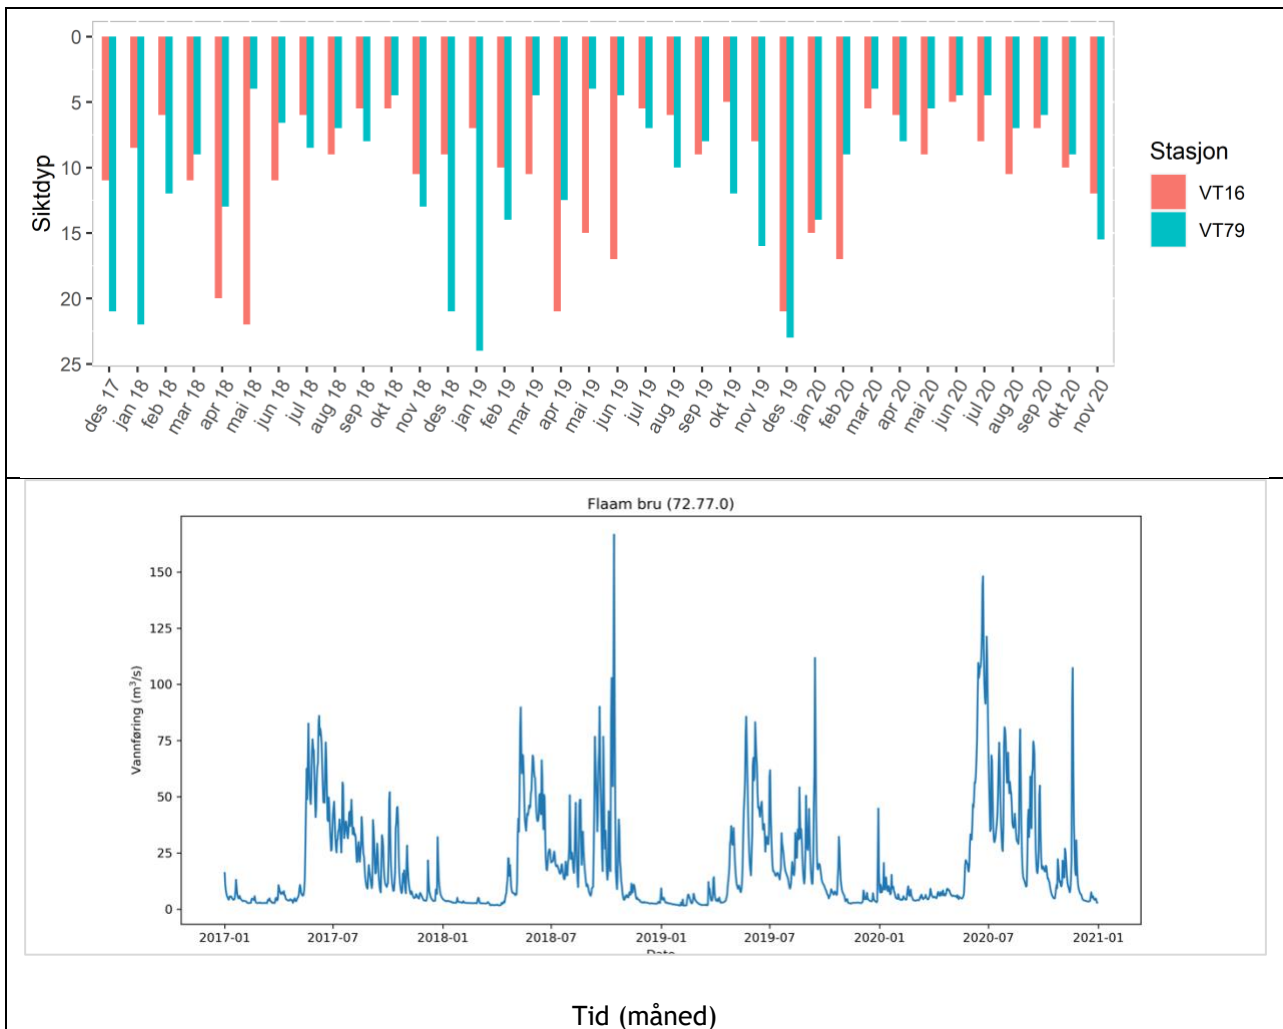 0
5
10
15
20
25
Siktdyp
des 17
jan 18
feb 18
mar 18
apr 18
mai 18
jun 18
jul 18
aug 18
sep 18
okt 18
nov 18
des 18
jan 19
feb 19
mar 19
apr 19
mai 19
jun 19
jul 19
aug 19
sep 19
okt 19
nov 19
des 19
jan 20
feb 20
mar 20
apr 20
mai 20
jun 20
jul 20
aug 20
sep 20
okt 20
nov 20
Stasjon
VT16
VT79
Flaam bru (72.77.0)
150
125
100
75
50
25
0
Vannføring (m³/s)
2017-01 2017-07 2018-01 2018-07 2019-01 2019-07 2020-01 2020-07 2021-01
Date
Tid (måned)